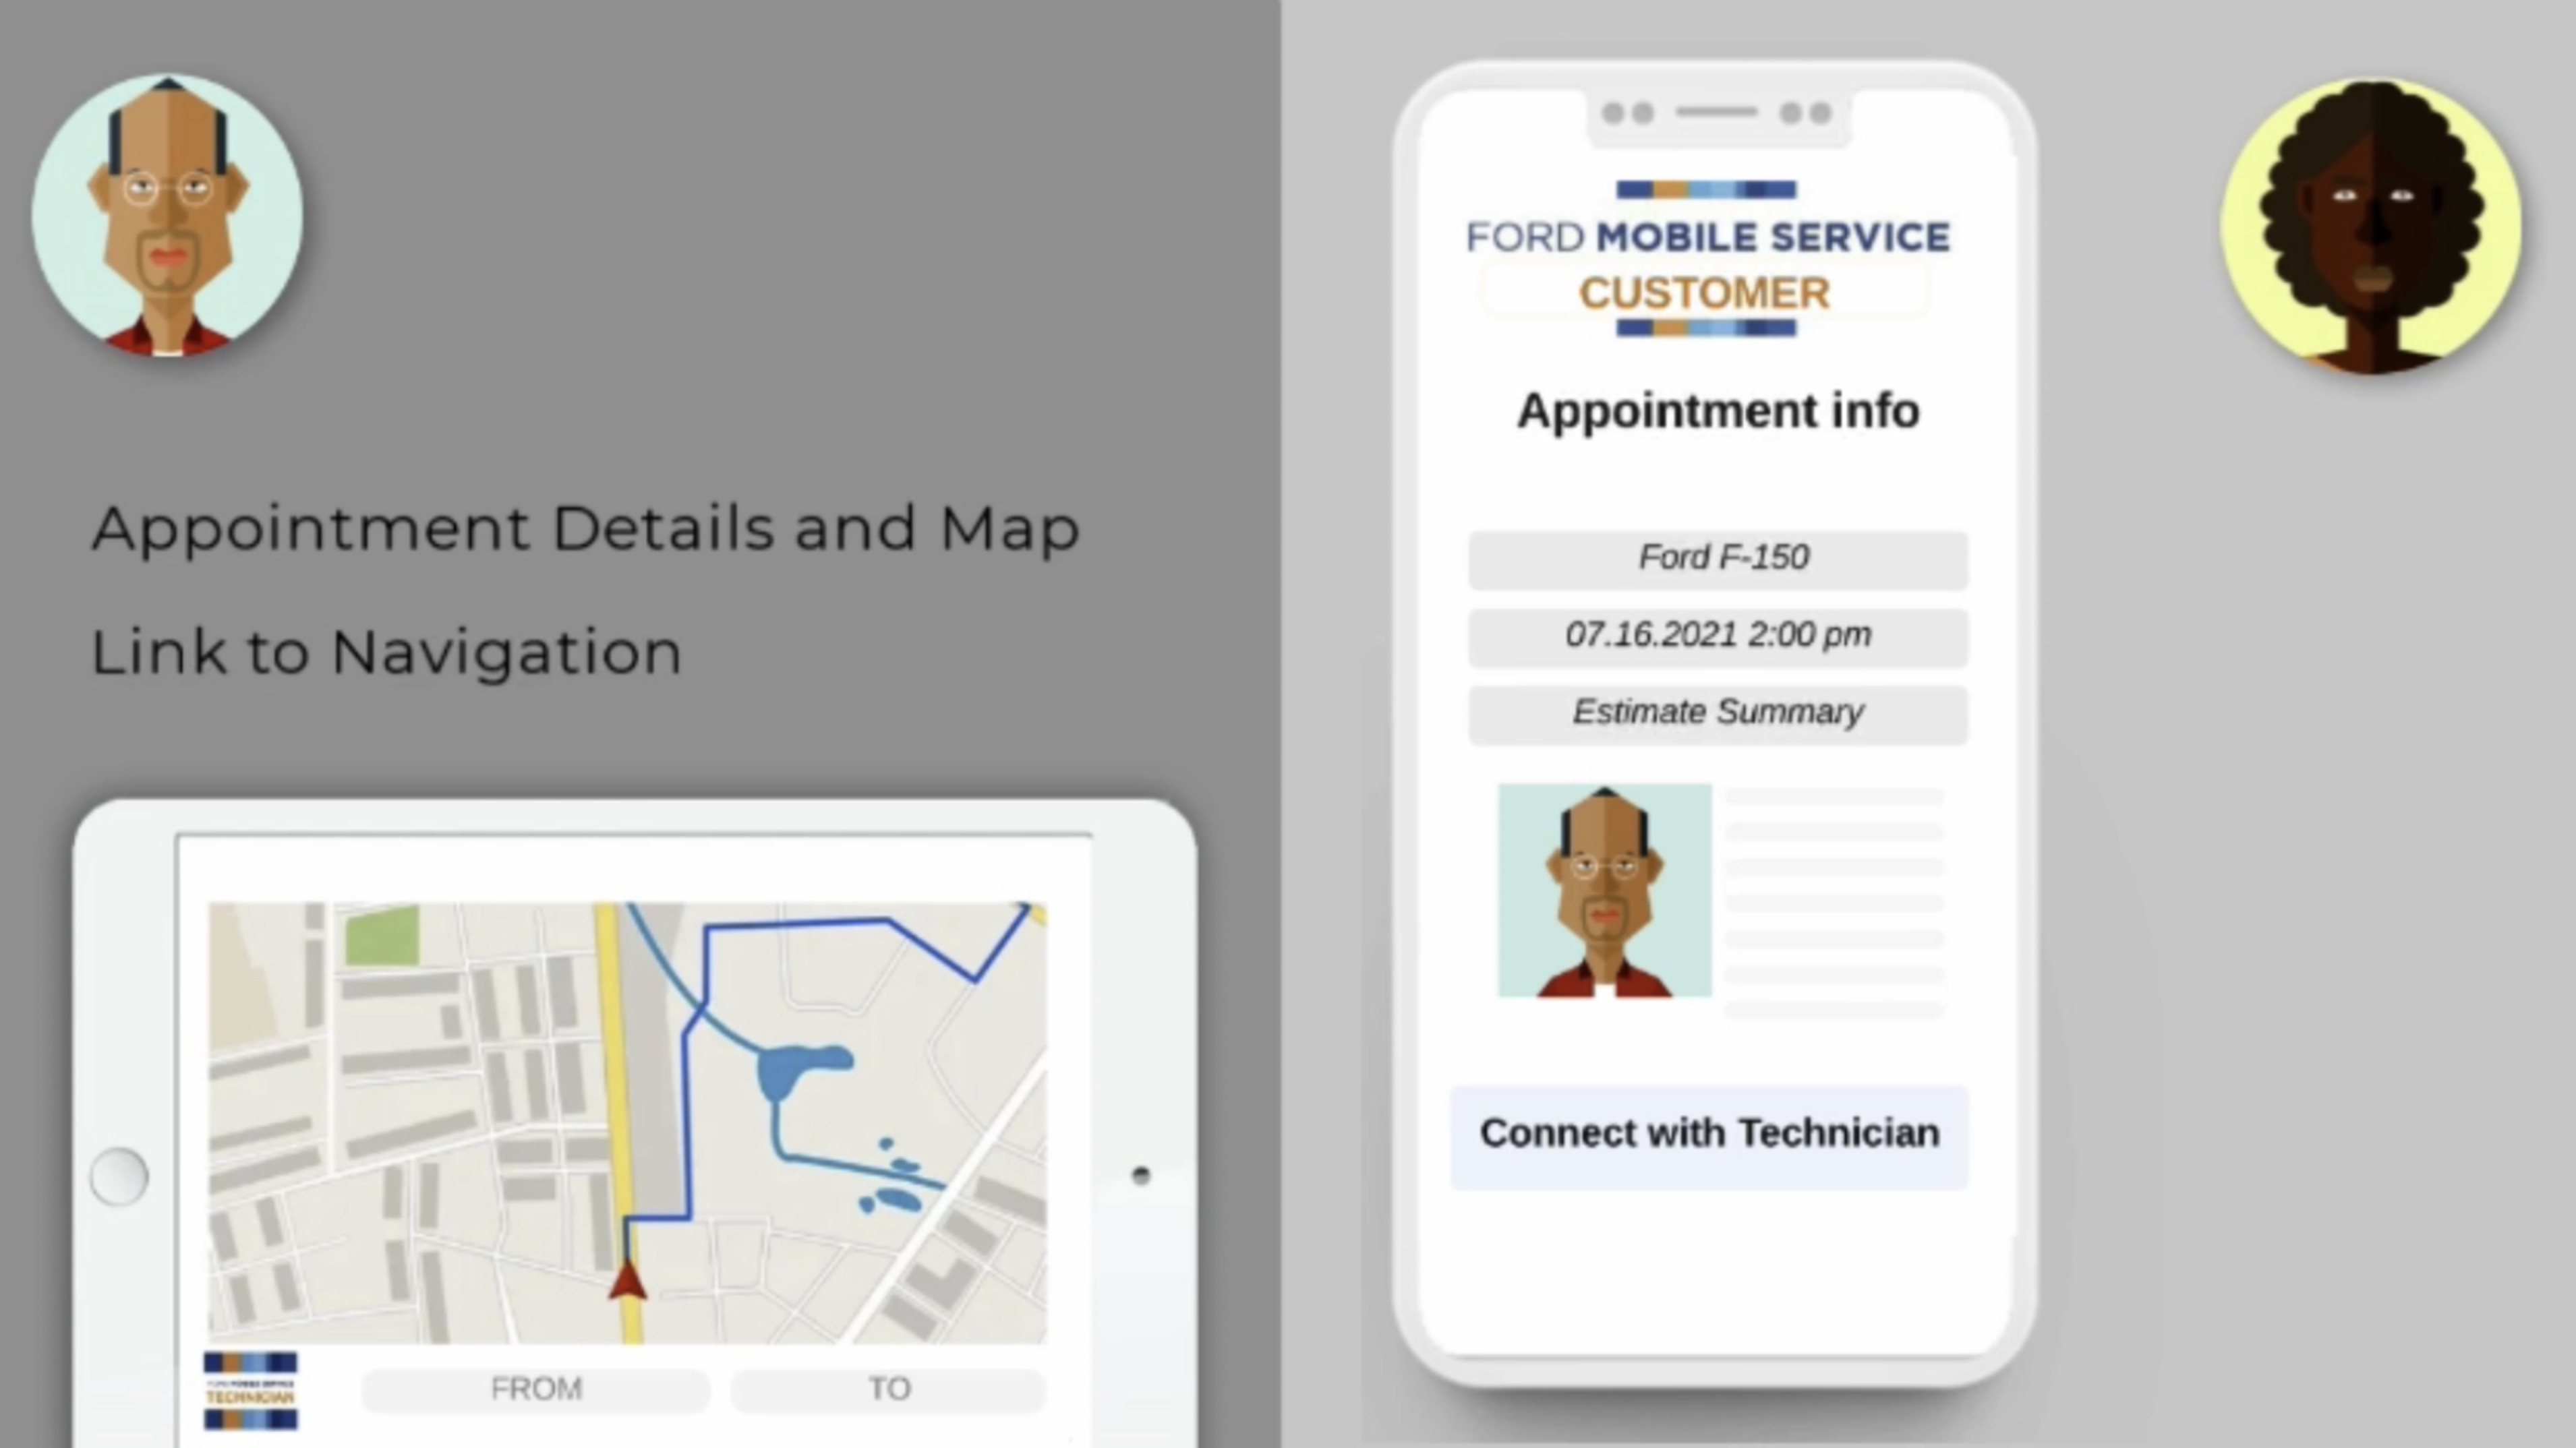 Appointment Details and Map
Link to Navigation
FROM
TO
TECHNICIAN
FORD MOBILE SERVICE
CUSTOMER
Appointment info
Ford F-150
07.16.2021 2:00 pm
Estimate Summary
Connect with Technician